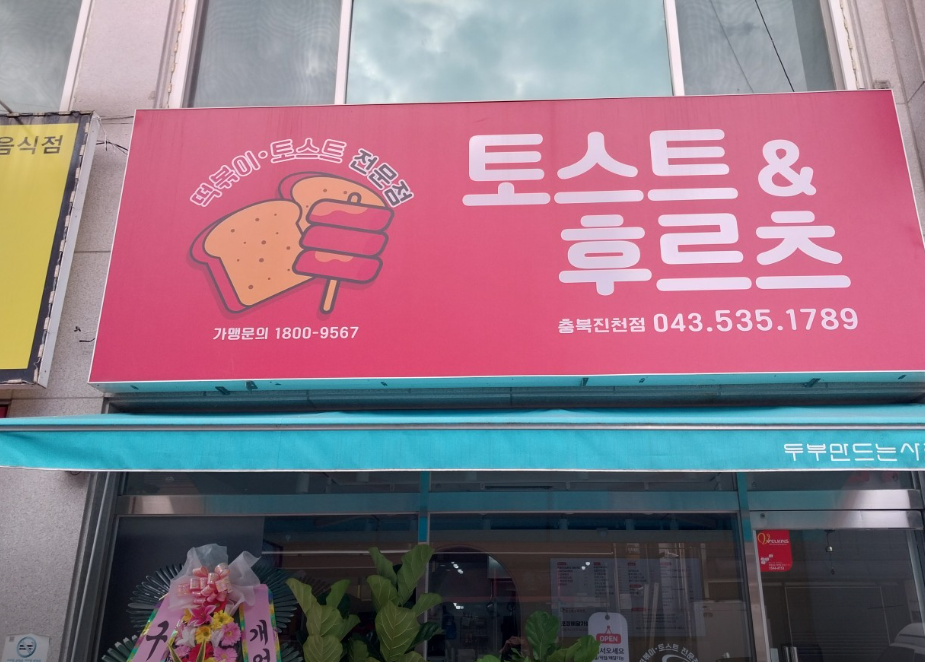 음식점
떡볶이·토스트 전문점
토스트 &
후르츠
가맹문의 1800-9567
충북진천점 043.535.1789
두부만드는사
OPEN